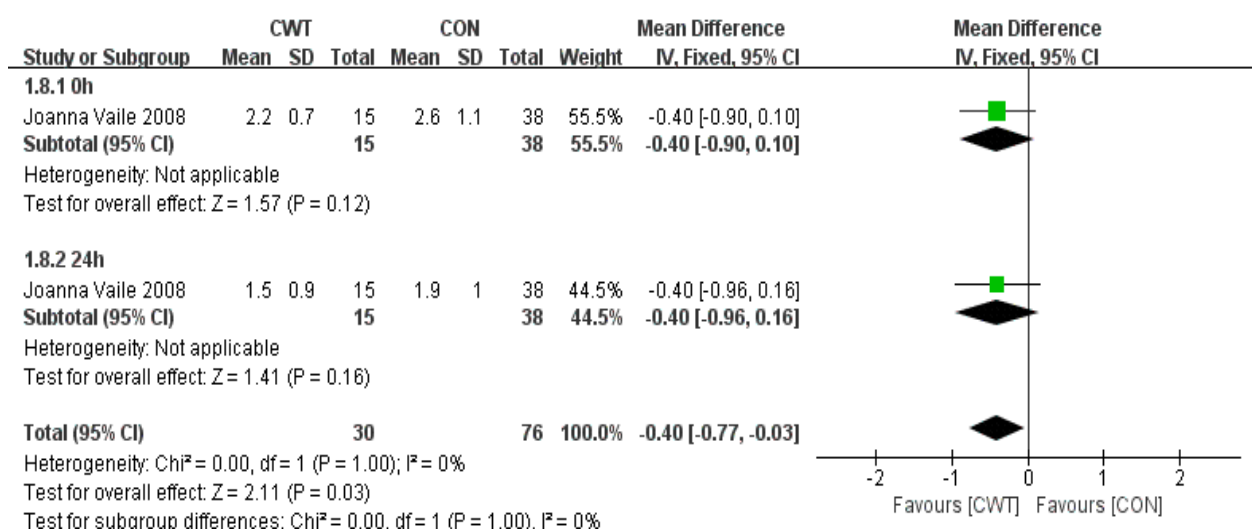 CWT CON Mean Difference Mean Difference
Study or Subgroup Mean SD Total Mean SD Total Weight IV, Fixed, 95% CI IV, Fixed, 95% CI
1.8.1 0h
Joanna Vaile 2008 2.2 0.7 15 2.6 1.1 38 55.5% -0.40 [-0.90, 0.10]
Subtotal (95% CI) 15 38 55.5% -0.40 [-0.90, 0.10]
Heterogeneity: Not applicable
Test for overall effect: Z = 1.57 (P = 0.12)
1.8.2 24h
Joanna Vaile 2008 1.5 0.9 15 1.9 1 38 44.5% -0.40 [-0.96, 0.16]
Subtotal (95% CI) 15 38 44.5% -0.40 [-0.96, 0.16]
Heterogeneity: Not applicable
Test for overall effect: Z = 1.41 (P = 0.16)
Total (95% CI) 30 76 100.0% -0.40 [-0.77, -0.03]
Heterogeneity: Chi² = 0.00, df = 1 (P = 1.00); I² = 0%
Test for overall effect: Z = 2.11 (P = 0.03)
Test for subgroup differences: Chi² = 0.00, df = 1 (P = 1.00), I² = 0%
-2 -1 0 1 2
Favours [CWT] Favours [CON]